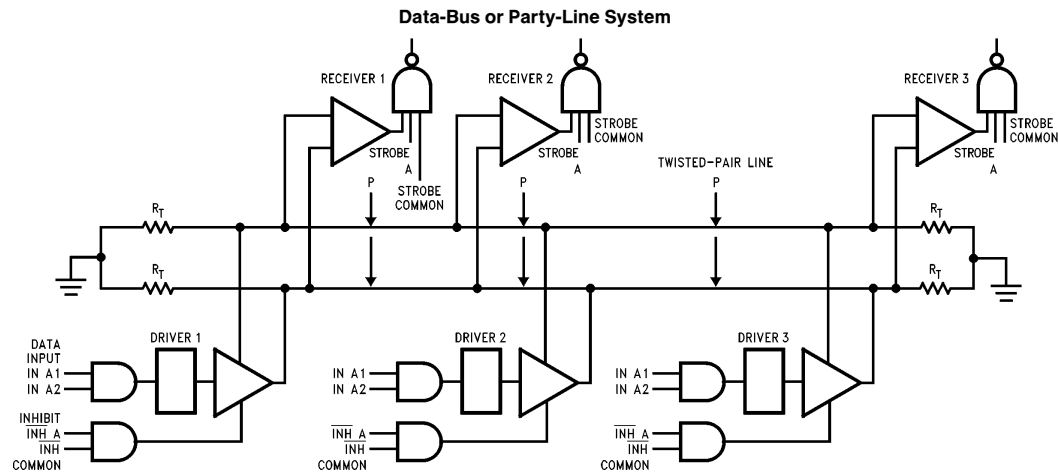 Data-Bus or Party-Line System
RECEIVER 1
RECEIVER 2
RECEIVER 3
STROBE
A
STROBE
COMMON
STROBE
A
STROBE
COMMON
STROBE
A
STROBE
COMMON
TWISTED-PAIR LINE
P
P
P
RT
RT
RT
RT
DRIVER 1
DRIVER 2
DRIVER 3
DATA
INPUT
IN A1
IN A2
INHIBIT
INH A
INH
COMMON
IN A1
IN A2
INH A
INH
COMMON
IN A1
IN A2
INH A
INH
COMMON